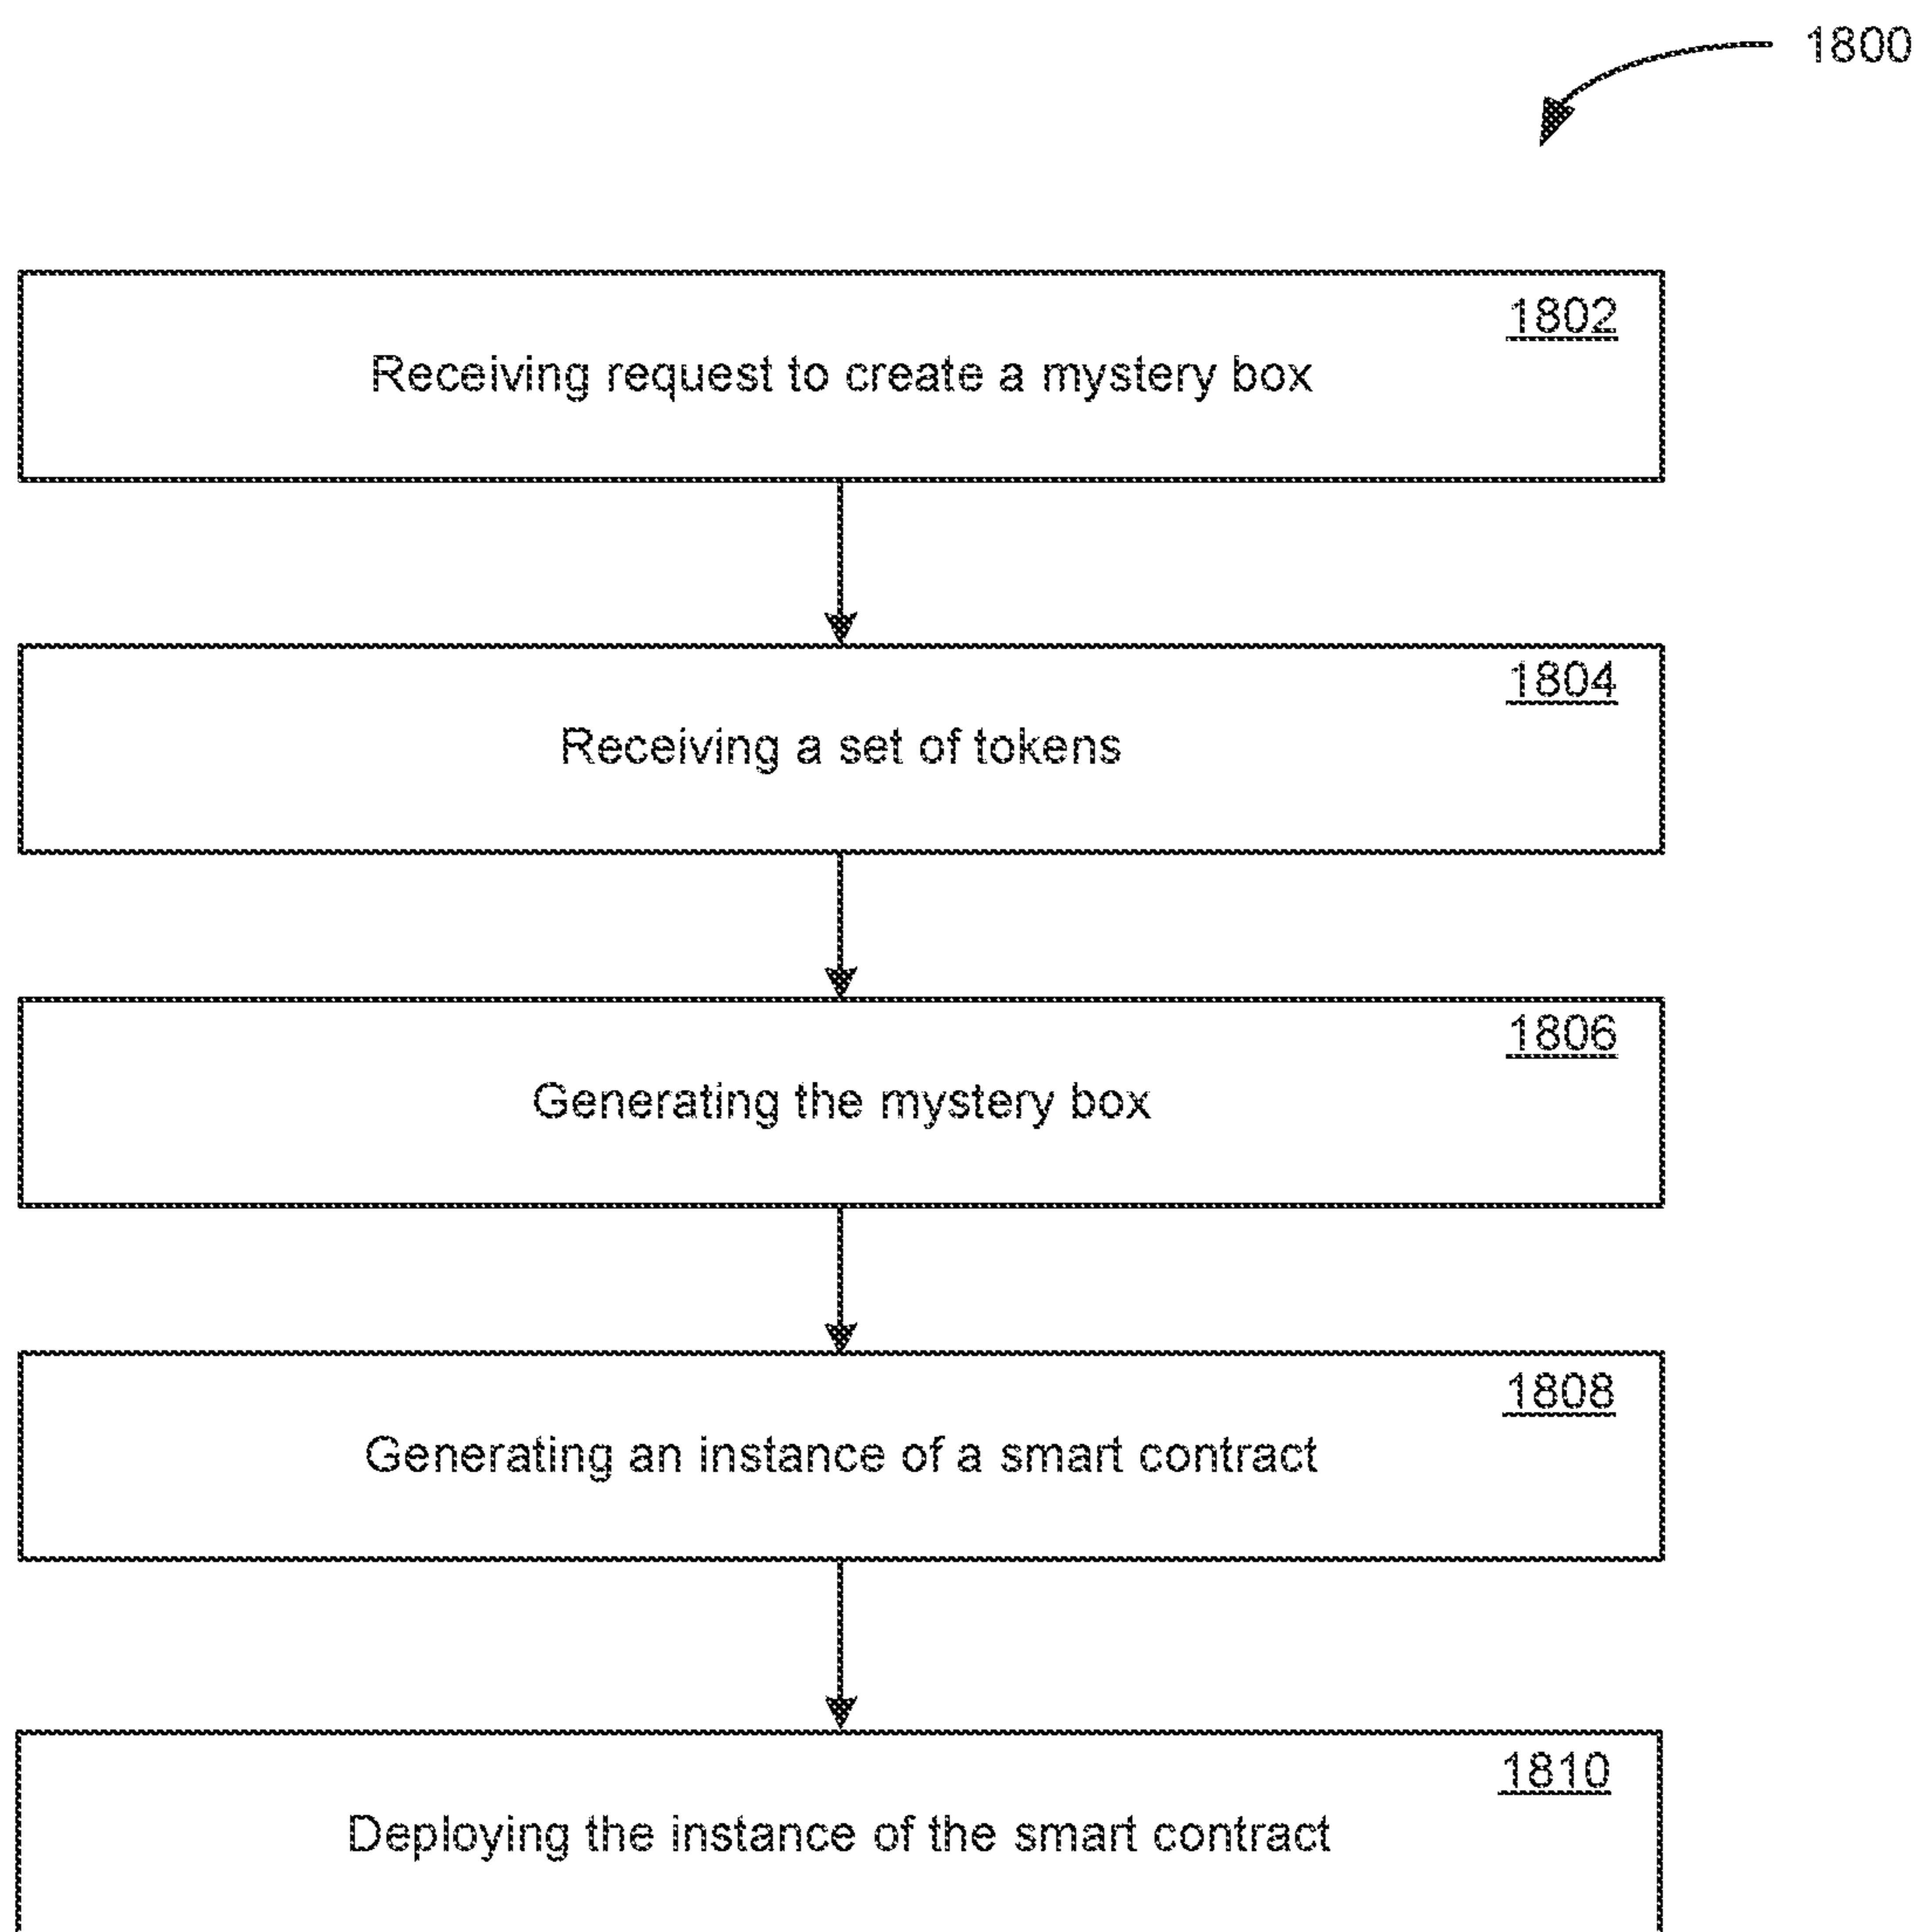 1800
1802
Receiving request to create a mystery box
1804
Receiving a set of tokens
1806
Generating the mystery box
1808
Generating an instance of a smart contract
1810
Deploying the instance of the smart contract